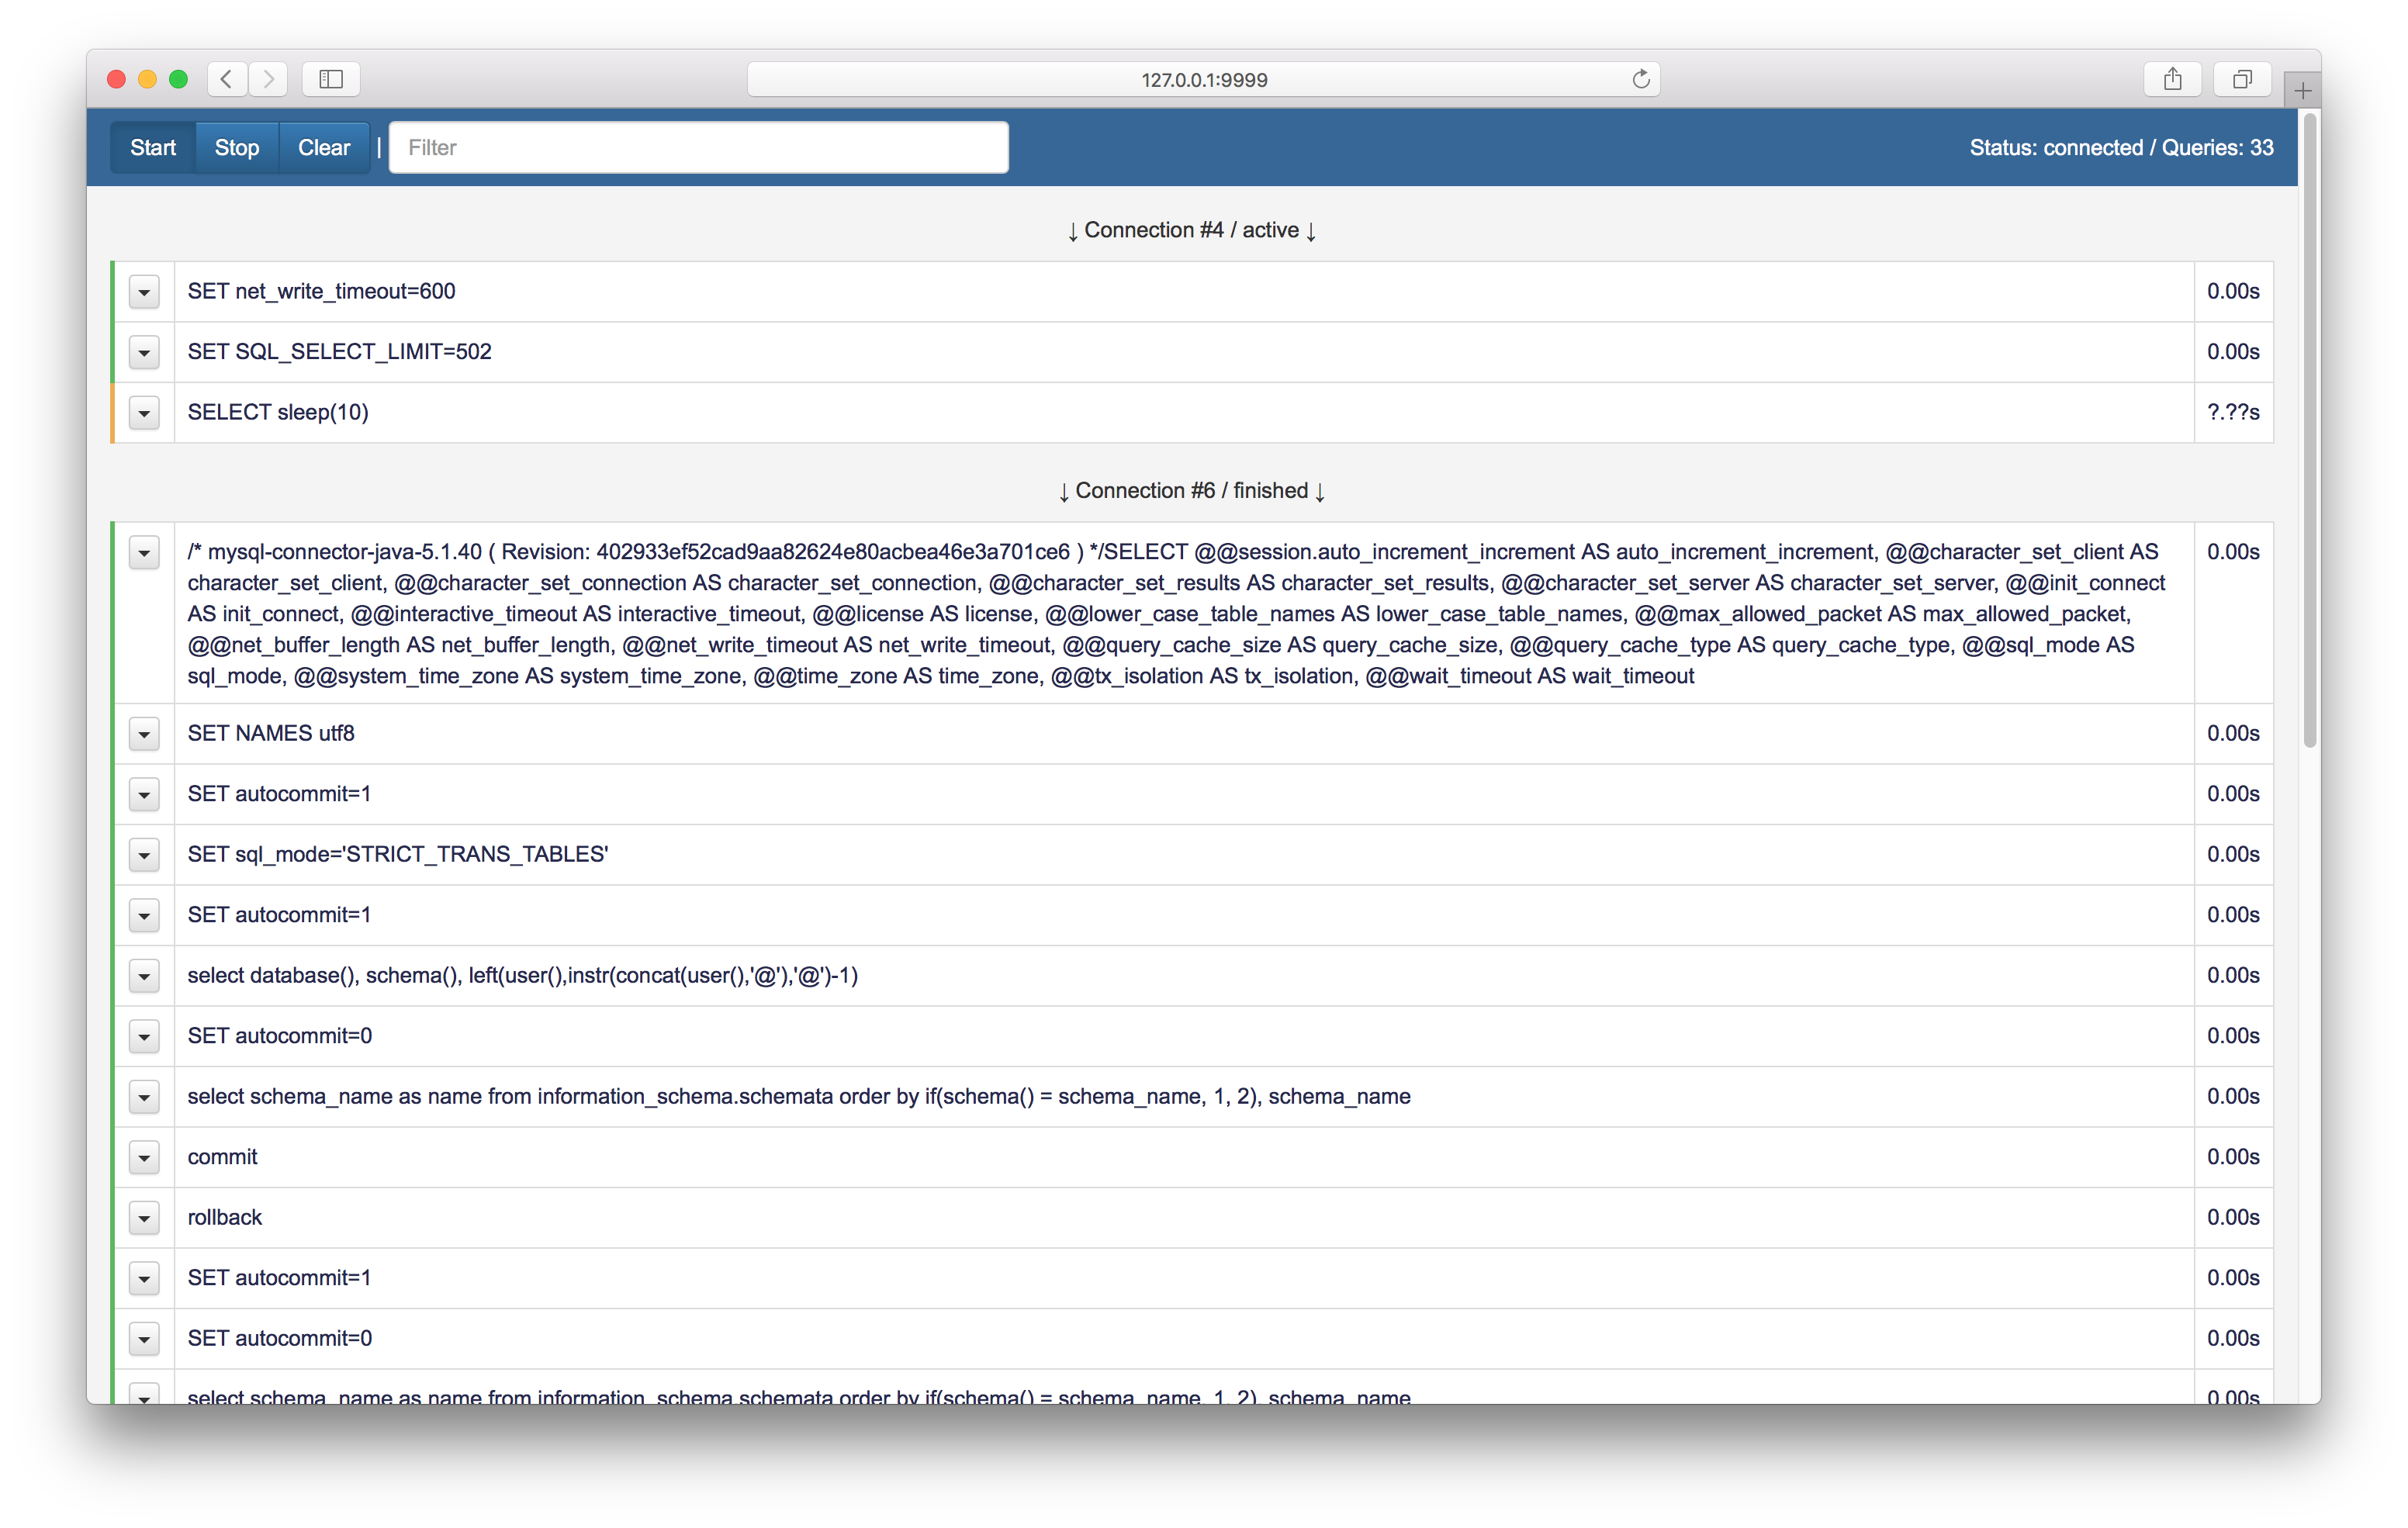 127.0.0.1:9999
Start Stop Clear | Filter Status: connected / Queries: 33
↓ Connection #4 / active ↓
SET net_write_timeout=600 0.00s
SET SQL_SELECT_LIMIT=502 0.00s
SELECT sleep(10) ?.??s
↓ Connection #6 / finished ↓
/* mysql-connector-java-5.1.40 ( Revision: 402933ef52cad9aa82624e80acbea46e3a701ce6 ) */SELECT @@session.auto_increment_increment AS auto_increment_increment, @@character_set_client AS 0.00s
character_set_client, @@character_set_connection AS character_set_connection, @@character_set_results AS character_set_results, @@character_set_server AS character_set_server, @@init_connect
AS init_connect, @@interactive_timeout AS interactive_timeout, @@license AS license, @@lower_case_table_names AS lower_case_table_names, @@max_allowed_packet AS max_allowed_packet,
@@net_buffer_length AS net_buffer_length, @@net_write_timeout AS net_write_timeout, @@query_cache_size AS query_cache_size, @@query_cache_type AS query_cache_type, @@sql_mode AS
sql_mode, @@system_time_zone AS system_time_zone, @@time_zone AS time_zone, @@tx_isolation AS tx_isolation, @@wait_timeout AS wait_timeout
SET NAMES utf8 0.00s
SET autocommit=1 0.00s
SET sql_mode='STRICT_TRANS_TABLES' 0.00s
SET autocommit=1 0.00s
select database(), schema(), left(user(),instr(concat(user(),'@'),'@')-1) 0.00s
SET autocommit=0 0.00s
select schema_name as name from information_schema.schemata order by if(schema() = schema_name, 1, 2), schema_name 0.00s
commit 0.00s
rollback 0.00s
SET autocommit=1 0.00s
SET autocommit=0 0.00s
select schema_name as name from information_schema.schemata order by if(schema() = schema_name, 1, 2), schema_name 0.00s